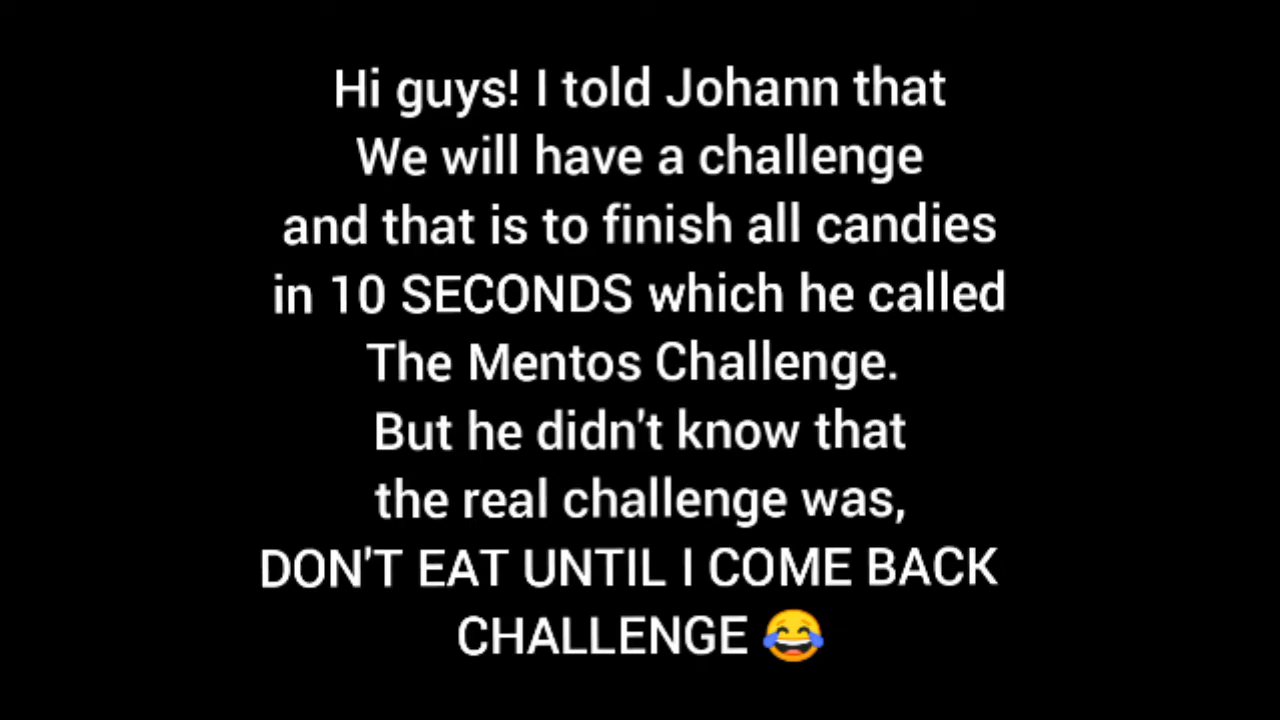 Hi guys! I told Johann that
We will have a challenge
and that is to finish all candies
in 10 SECONDS which he called
The Mentos Challenge.
But he didn't know that
the real challenge was,
DON'T EAT UNTIL I COME BACK
CHALLENGE 😂